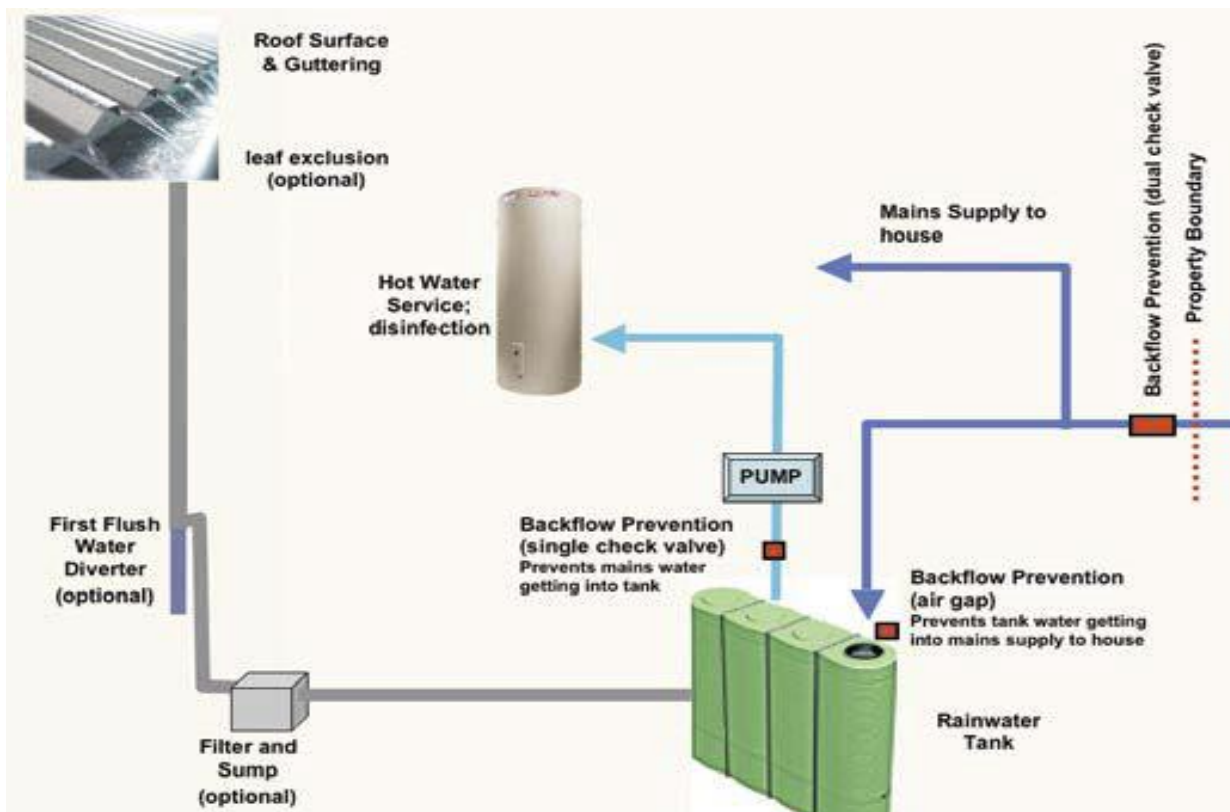 Roof Surface
& Guttering
leaf exclusion
(optional)
Mains Supply to
house
Backflow Prevention (dual check valve)
Property Boundary
Hot Water
Service;
disinfection
PUMP
First Flush
Water
Diverter
(optional)
Backflow Prevention
(single check valve)
Prevents mains water
getting into tank
Backflow Prevention
(air gap)
Prevents tank water getting
into mains supply to house
Rainwater
Tank
Filter and
Sump
(optional)